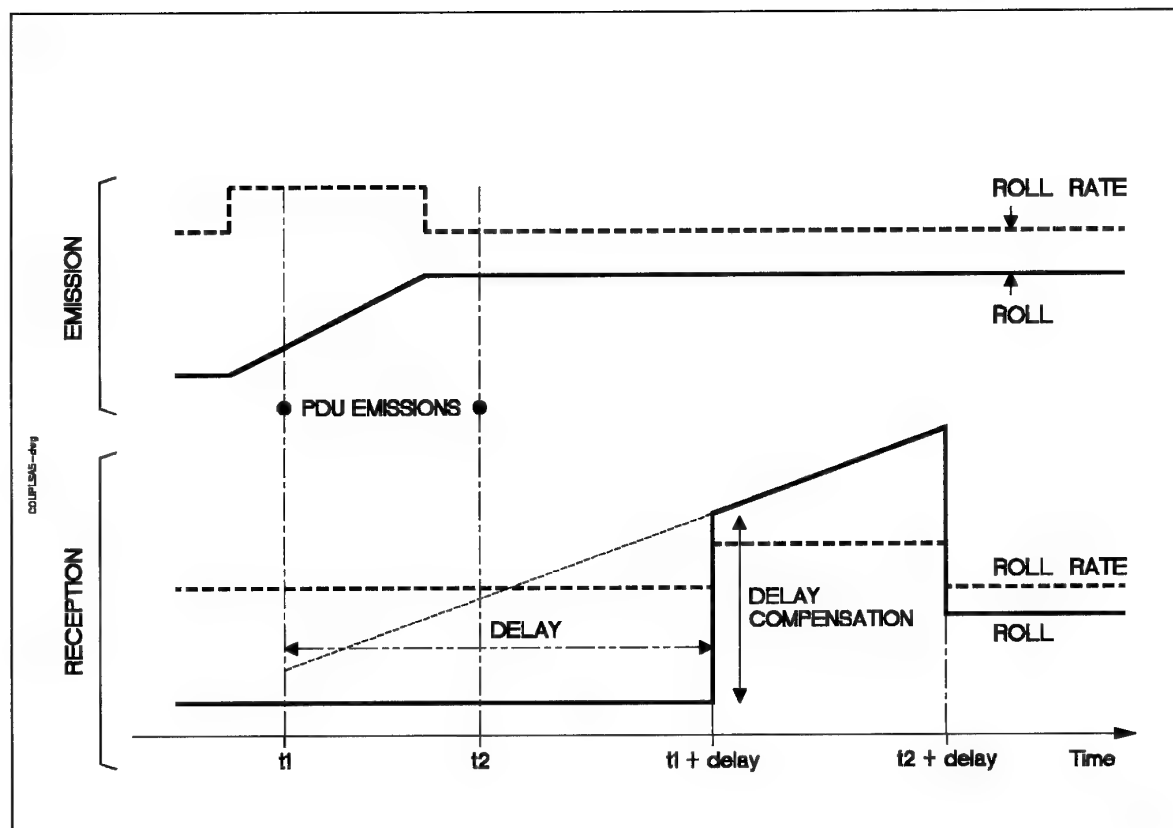 ROLL RATE
EMISSION
ROLL
PDU EMISSIONS
RECEPTION
ROLL RATE
DELAY
COMPENSATION
DELAY
ROLL
t1
t2
t1 + delay
t2 + delay
Time